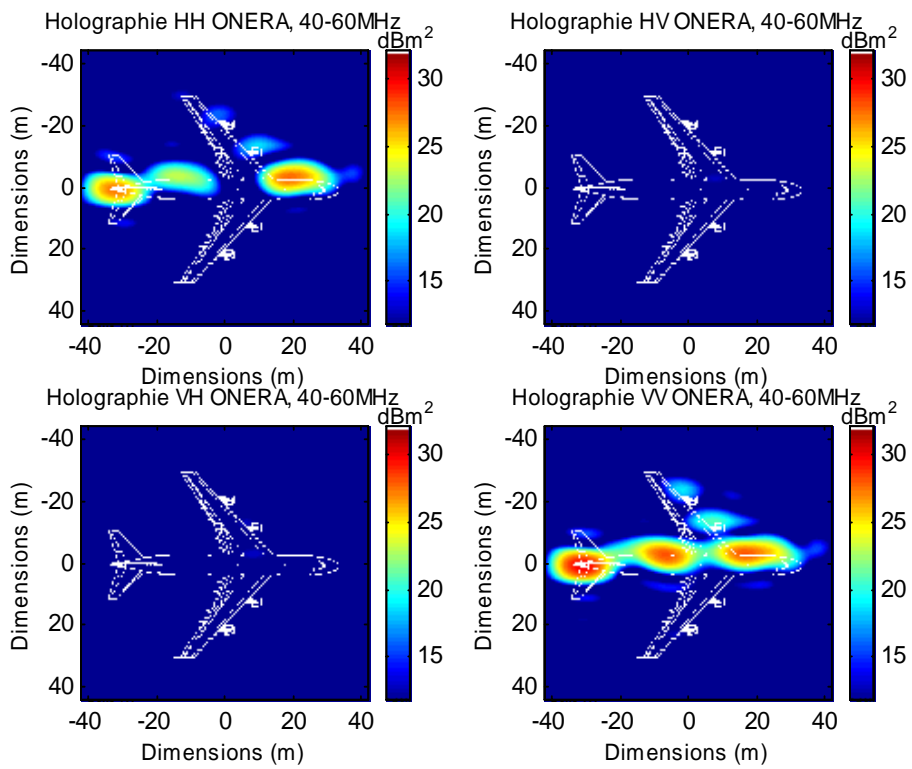 Holographie HH ONERA, 40-60MHz
dBm2
-40
-20
0
20
40
Dimensions (m)
-40 -20 0 20 40
Dimensions (m)
30
25
20
15
Holographie HV ONERA, 40-60MHz
dBm2
-40
-20
0
20
40
Dimensions (m)
-40 -20 0 20 40
Dimensions (m)
30
25
20
15
Holographie VH ONERA, 40-60MHz
dBm2
-40
-20
0
20
40
Dimensions (m)
-40 -20 0 20 40
Dimensions (m)
30
25
20
15
Holographie VV ONERA, 40-60MHz
dBm2
-40
-20
0
20
40
Dimensions (m)
-40 -20 0 20 40
Dimensions (m)
30
25
20
15